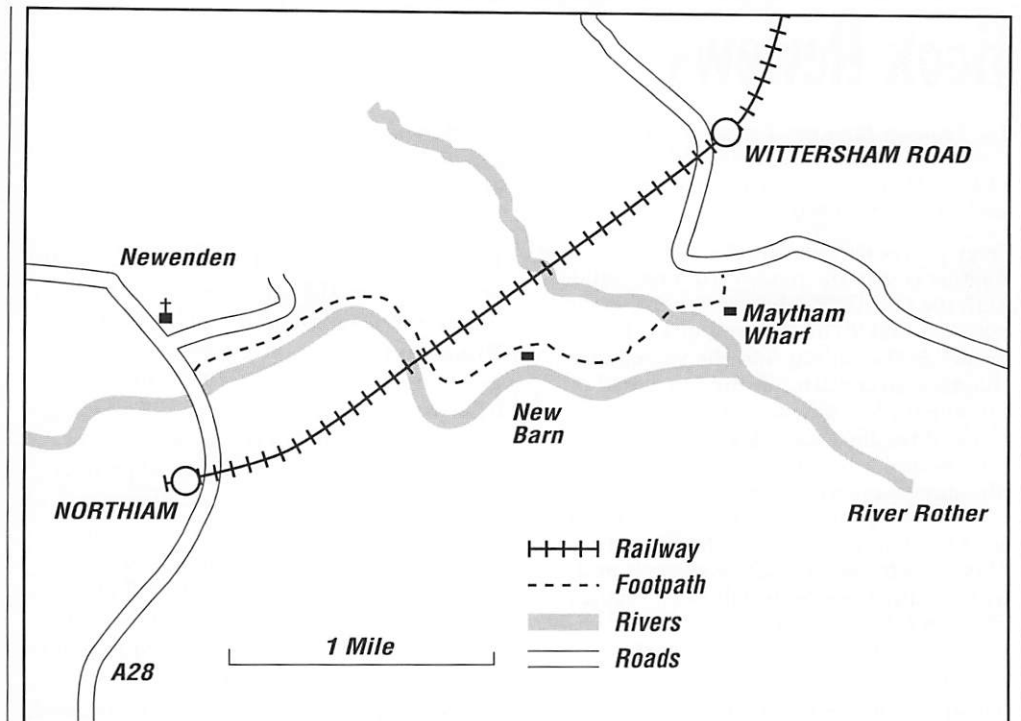 WITTERSHAM ROAD
Newenden
Maytham
Wharf
New
Barn
NORTHIAM
River Rother
Railway
Footpath
Rivers
Roads
1 Mile
A28